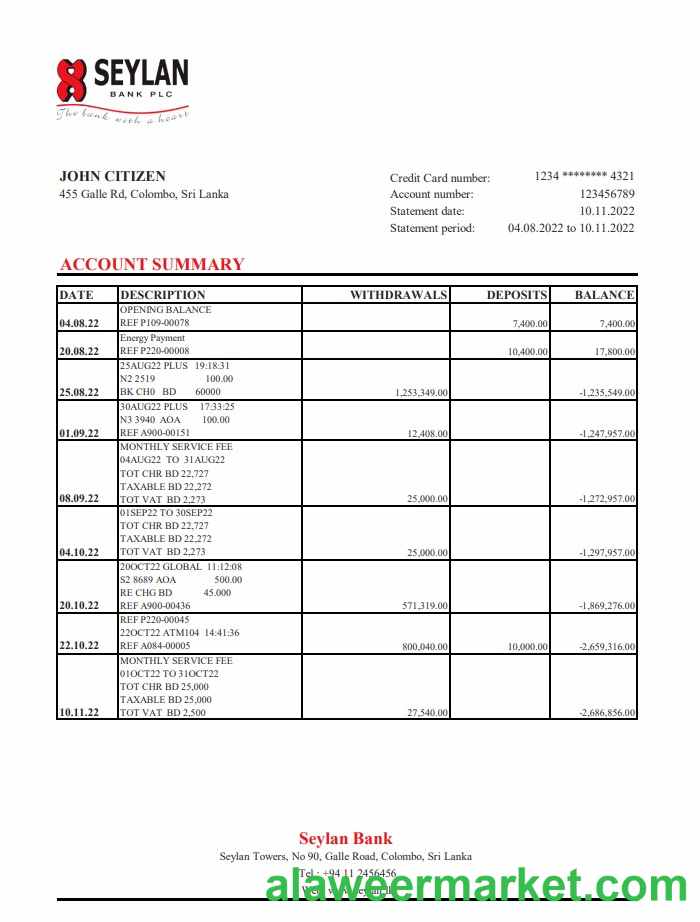 SEYLAN
BANK PLC
The bank with a heart
JOHN CITIZEN
455 Galle Rd, Colombo, Sri Lanka
Credit Card number: 1234 ******** 4321
Account number: 123456789
Statement date: 10.11.2022
Statement period: 04.08.2022 to 10.11.2022
ACCOUNT SUMMARY
DATE DESCRIPTION WITHDRAWALS DEPOSITS BALANCE
OPENING BALANCE
04.08.22 REF P109-00078 7,400.00 7,400.00
Energy Payment
20.08.22 REF P220-00008 10,400.00 17,800.00
25AUG22 PLUS 19:18:31
N2 2519 100.00
25.08.22 BK CH0 BD 60000 1,253,349.00 -1,235,549.00
30AUG22 PLUS 17:33:25
N3 3940 AOA 100.00
01.09.22 REF A900-00151 12,408.00 -1,247,957.00
MONTHLY SERVICE FEE
04AUG22 TO 31AUG22
TOT CHR BD 22,727
TAXABLE BD 22,272
08.09.22 TOT VAT BD 2,273 25,000.00 -1,272,957.00
01SEP22 TO 30SEP22
TOT CHR BD 22,727
TAXABLE BD 22,272
04.10.22 TOT VAT BD 2,273 25,000.00 -1,297,957.00
20OCT22 GLOBAL 11:12:08
S2 8689 AOA 500.00
RE CHG BD 45.000
20.10.22 REF A900-00436 571,319.00 -1,869,276.00
REF P220-00045
22OCT22 ATM104 14:41:36
22.10.22 REF A084-00005 800,040.00 10,000.00 -2,659,316.00
MONTHLY SERVICE FEE
01OCT22 TO 31OCT22
TOT CHR BD 25,000
TAXABLE BD 25,000
10.11.22 TOT VAT BD 2,500 27,540.00 -2,686,856.00
Seylan Bank
Seylan Towers, No 90, Galle Road, Colombo, Sri Lanka
Tel.: +94 11 2456456
alaweermarket.com